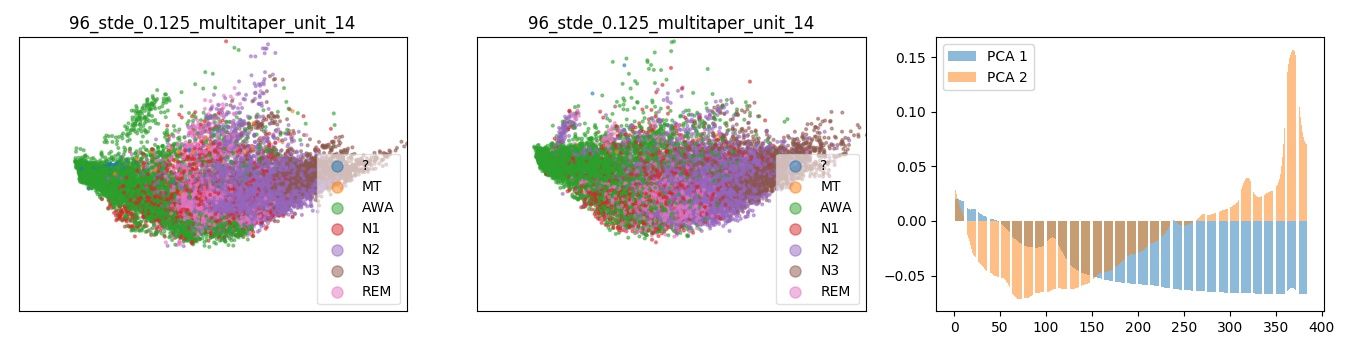 96_stde_0.125_multitaper_unit_14
?
MT
AWA
N1
N2
N3
REM
96_stde_0.125_multitaper_unit_14
?
MT
AWA
N1
N2
N3
REM
PCA 1
PCA 2
0.15
0.10
0.05
0.00
−0.05
0 50 100 150 200 250 300 350 400